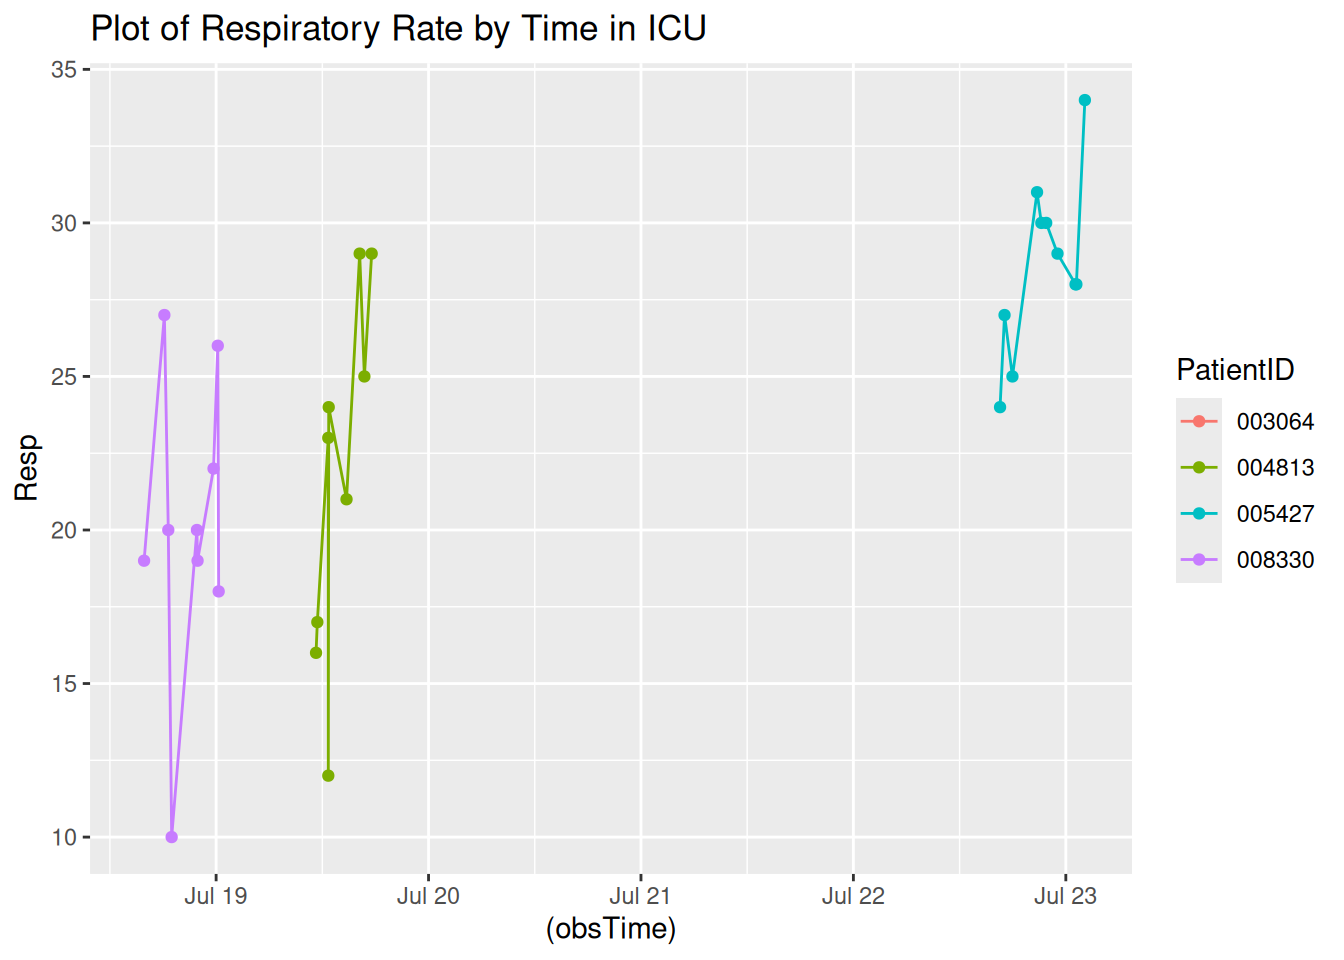 Plot of Respiratory Rate by Time in ICU
35
30
25
20
15
10
Resp
Jul 19 Jul 20 Jul 21 Jul 22 Jul 23
(obsTime)
PatientID
003064
004813
005427
008330